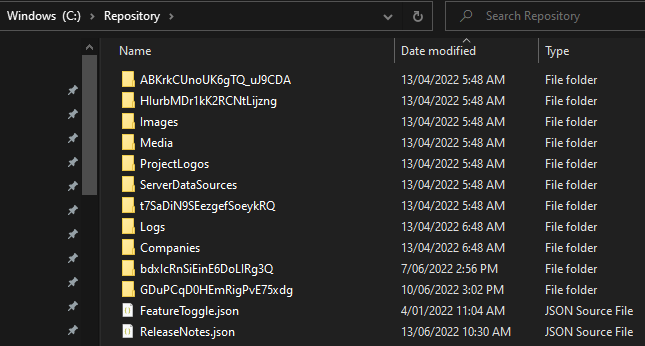 Windows (C:) > Repository >
Search Repository
Name Date modified Type
ABKrkCUnoUK6gTQ_uJ9CDA 13/04/2022 5:48 AM File folder
HlurbMDr1kK2RCNtLijzng 13/04/2022 5:48 AM File folder
Images 13/04/2022 5:48 AM File folder
Media 13/04/2022 5:48 AM File folder
ProjectLogos 13/04/2022 5:48 AM File folder
ServerDataSources 13/04/2022 5:48 AM File folder
t7SaDiN9SEezgefSoeykRQ 13/04/2022 5:48 AM File folder
Logs 13/04/2022 6:48 AM File folder
Companies 13/04/2022 6:48 AM File folder
bdxIcRnSiEinE6DoLlRg3Q 7/06/2022 2:56 PM File folder
GDuPCqD0HEmRigPvE75xdg 10/06/2022 3:02 PM File folder
FeatureToggle.json 4/01/2022 11:04 AM JSON Source File
ReleaseNotes.json 13/06/2022 10:30 AM JSON Source File